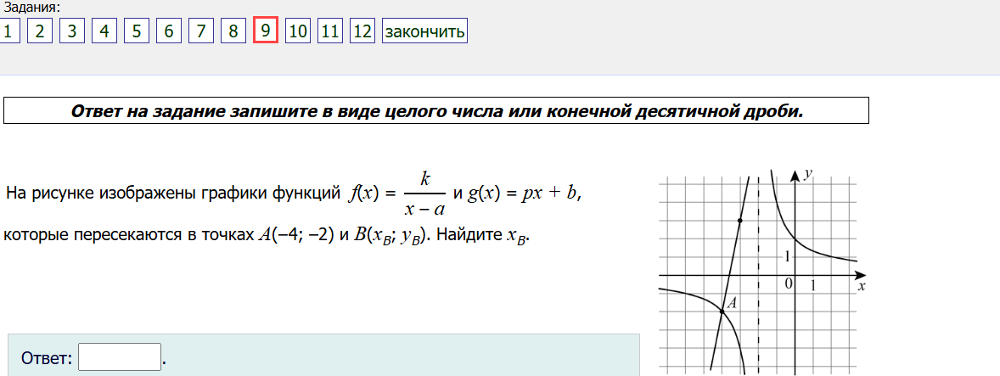 Задания:
1 2 3 4 5 6 7 8 9 10 11 12 закончить
Ответ на задание запишите в виде целого числа или конечной десятичной дроби.
На рисунке изображены графики функций f(x) = k / (x − a) и g(x) = px + b,
которые пересекаются в точках A(−4; −2) и B(x_B; y_B). Найдите x_B.
y
1
0 1 x
A
Ответ: .